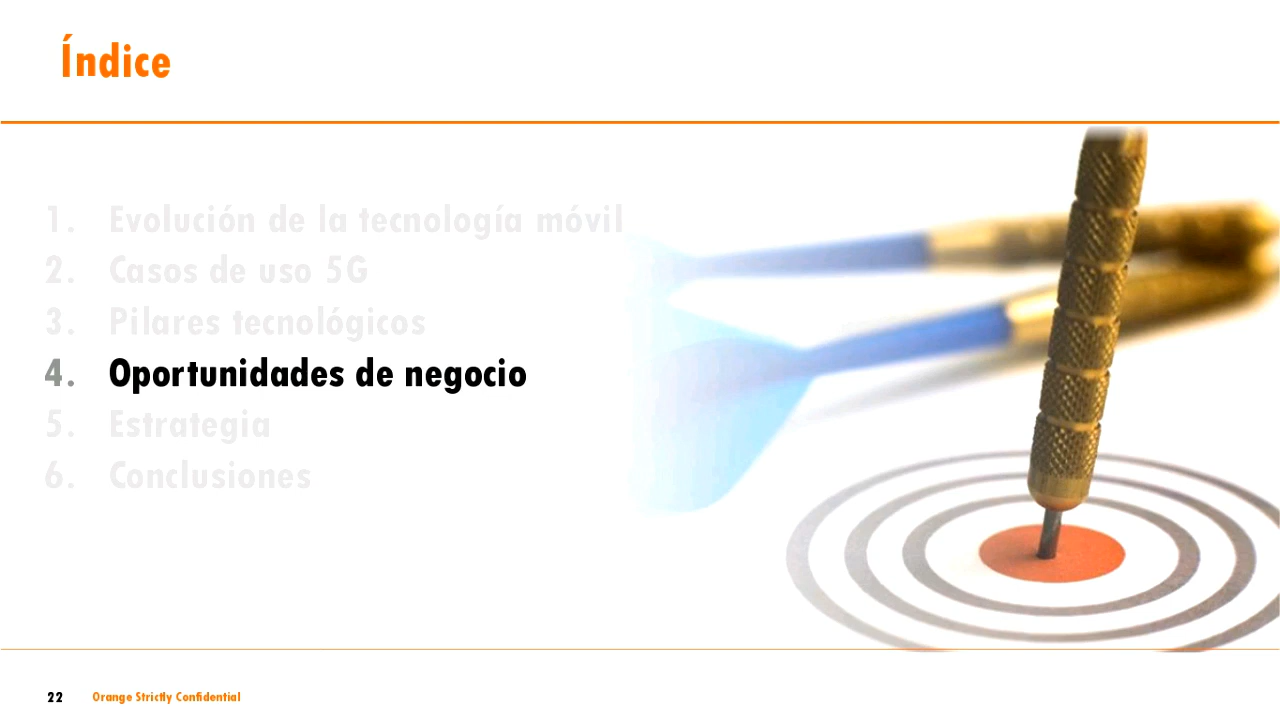 Índice
1. Evolución de la tecnología móvil
2. Casos de uso 5G
3. Pilares tecnológicos
4. Oportunidades de negocio
5. Estrategia
6. Conclusiones
22 Orange Strictly Confidential